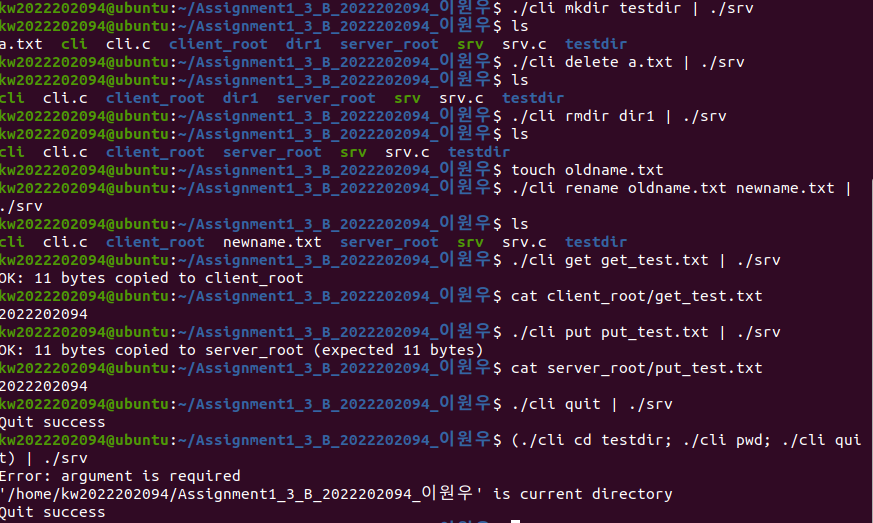 kw2022202094@ubuntu:~/Assignment1_3_B_2022202094_이원우$ ./cli mkdir testdir | ./srv
kw2022202094@ubuntu:~/Assignment1_3_B_2022202094_이원우$ ls
a.txt  cli  cli.c  client_root  dir1  server_root  srv  srv.c  testdir
kw2022202094@ubuntu:~/Assignment1_3_B_2022202094_이원우$ ./cli delete a.txt | ./srv
kw2022202094@ubuntu:~/Assignment1_3_B_2022202094_이원우$ ls
cli  cli.c  client_root  dir1  server_root  srv  srv.c  testdir
kw2022202094@ubuntu:~/Assignment1_3_B_2022202094_이원우$ ./cli rmdir dir1 | ./srv
kw2022202094@ubuntu:~/Assignment1_3_B_2022202094_이원우$ ls
cli  cli.c  client_root  server_root  srv  srv.c  testdir
kw2022202094@ubuntu:~/Assignment1_3_B_2022202094_이원우$ touch oldname.txt
kw2022202094@ubuntu:~/Assignment1_3_B_2022202094_이원우$ ./cli rename oldname.txt newname.txt |
./srv
kw2022202094@ubuntu:~/Assignment1_3_B_2022202094_이원우$ ls
cli  cli.c  client_root  newname.txt  server_root  srv  srv.c  testdir
kw2022202094@ubuntu:~/Assignment1_3_B_2022202094_이원우$ ./cli get get_test.txt | ./srv
OK: 11 bytes copied to client_root
kw2022202094@ubuntu:~/Assignment1_3_B_2022202094_이원우$ cat client_root/get_test.txt
2022202094
kw2022202094@ubuntu:~/Assignment1_3_B_2022202094_이원우$ ./cli put put_test.txt | ./srv
OK: 11 bytes copied to server_root (expected 11 bytes)
kw2022202094@ubuntu:~/Assignment1_3_B_2022202094_이원우$ cat server_root/put_test.txt
2022202094
kw2022202094@ubuntu:~/Assignment1_3_B_2022202094_이원우$ ./cli quit | ./srv
Quit success
kw2022202094@ubuntu:~/Assignment1_3_B_2022202094_이원우$ (./cli cd testdir; ./cli pwd; ./cli qui
t) | ./srv
Error: argument is required
'/home/kw2022202094/Assignment1_3_B_2022202094_이원우' is current directory
Quit success